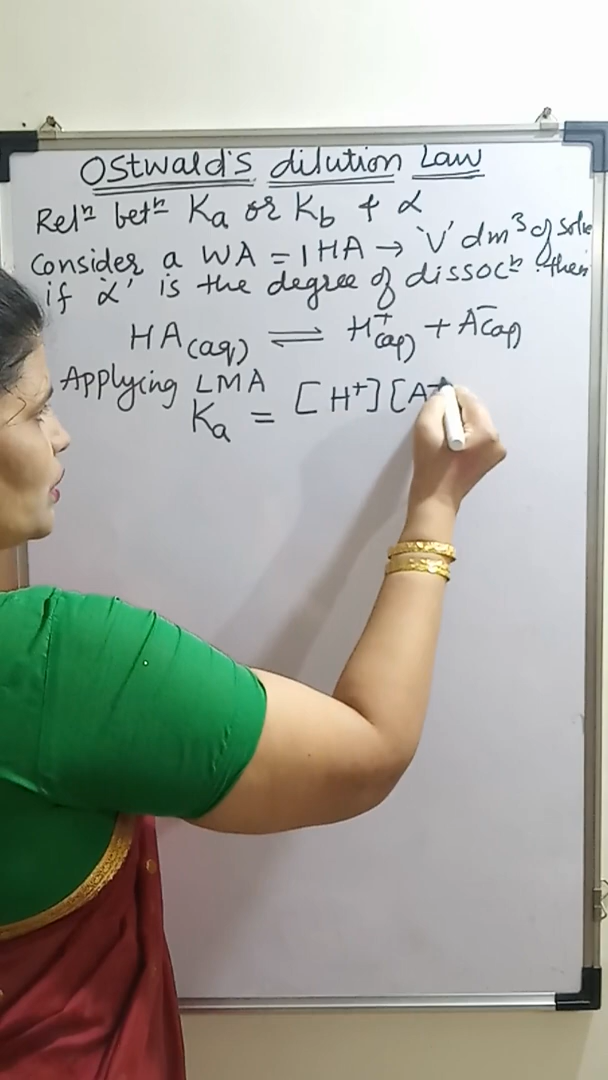 Ostwald's dilution Law
Relⁿ betⁿ Ka or Kb & α
Consider a WA = 1HA → 'V' dm³ of solⁿ
if 'α' is the degree of dissocⁿ. then
HA(aq) ⇌ H⁺(aq) + A⁻(aq)
Applying LMA
Ka = [H⁺][A⁻